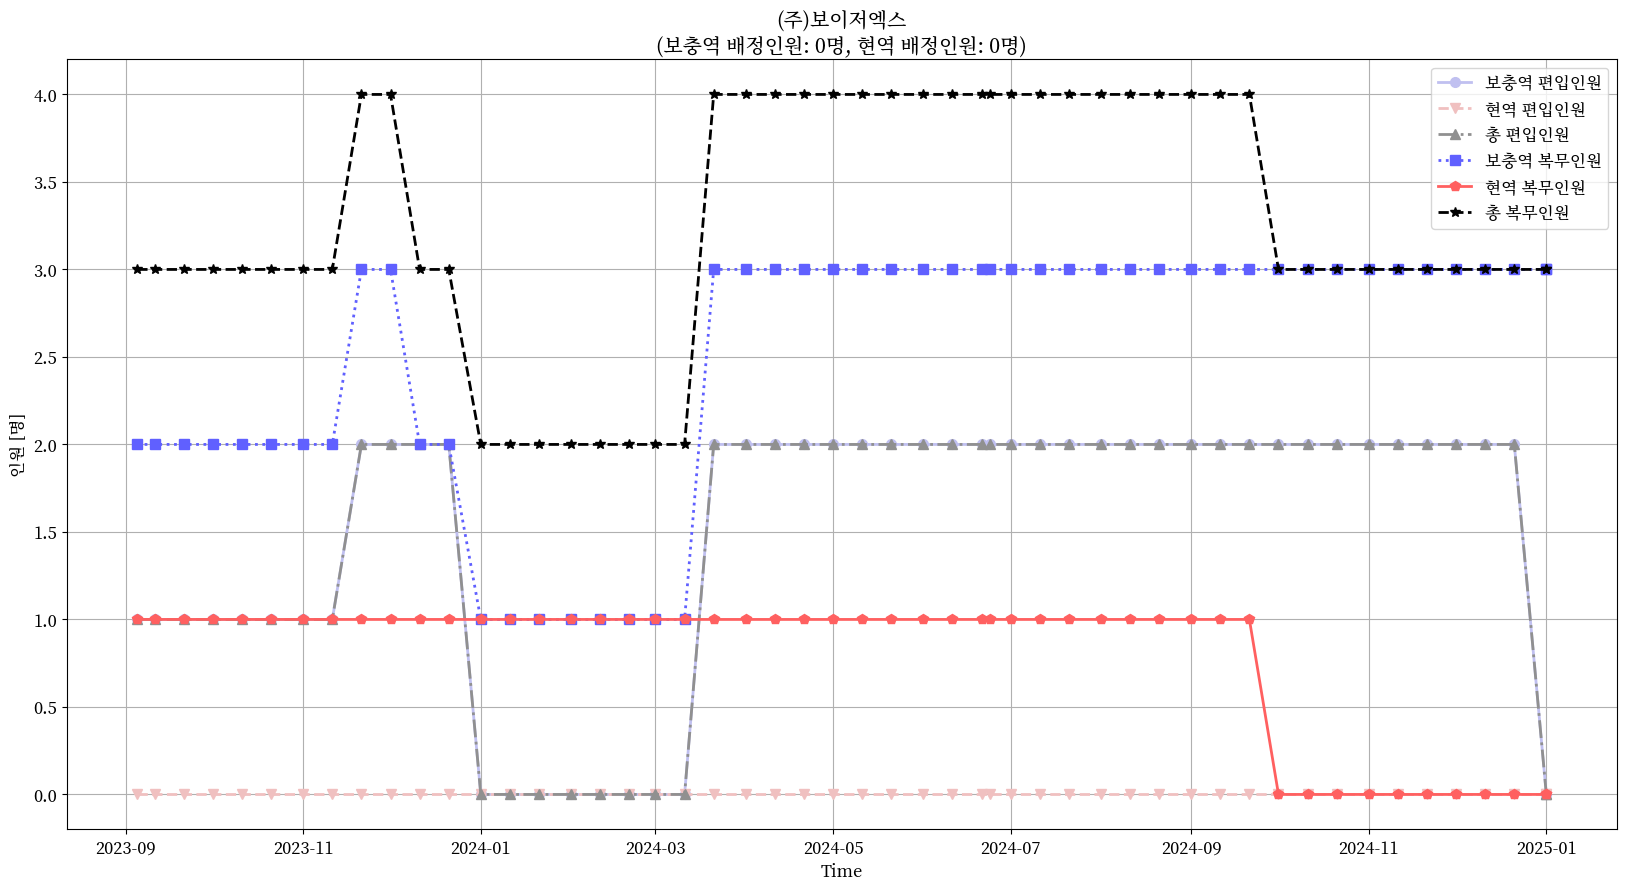 (주)보이저엑스
(보충역 배정인원: 0명, 현역 배정인원: 0명)
보충역 편입인원
현역 편입인원
총 편입인원
보충역 복무인원
현역 복무인원
총 복무인원
인원 [명]
4.0
3.5
3.0
2.5
2.0
1.5
1.0
0.5
0.0
2023-09
2023-11
2024-01
2024-03
2024-05
2024-07
2024-09
2024-11
2025-01
Time